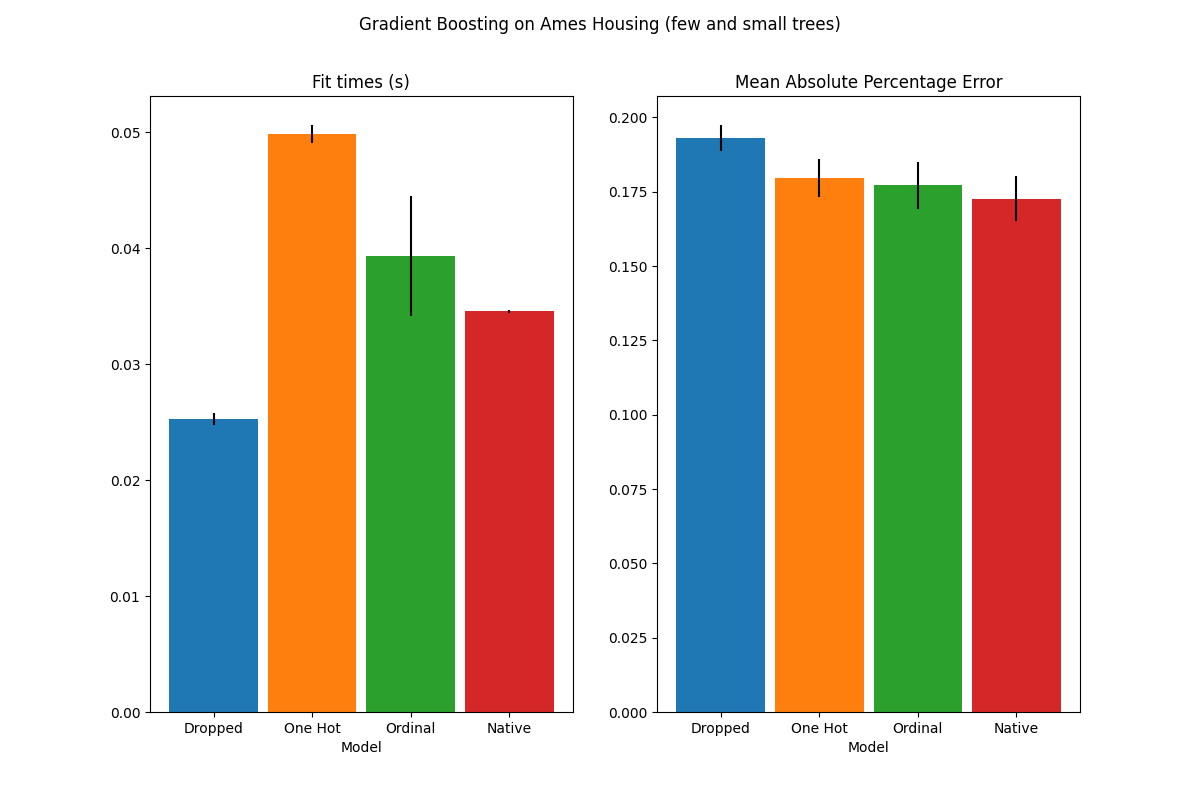 Gradient Boosting on Ames Housing (few and small trees)
Fit times (s)
0.05
0.04
0.03
0.02
0.01
0.00
Dropped One Hot Ordinal Native
Model
Mean Absolute Percentage Error
0.200
0.175
0.150
0.125
0.100
0.075
0.050
0.025
0.000
Dropped One Hot Ordinal Native
Model